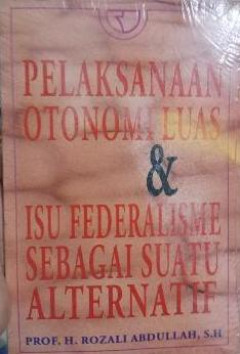 PELAKSANAAN
OTONOMI LUAS
&
ISU FEDERALISME
SEBAGAI SUATU
ALTERNATIF
PROF. H. ROZALI ABDULLAH, S.H